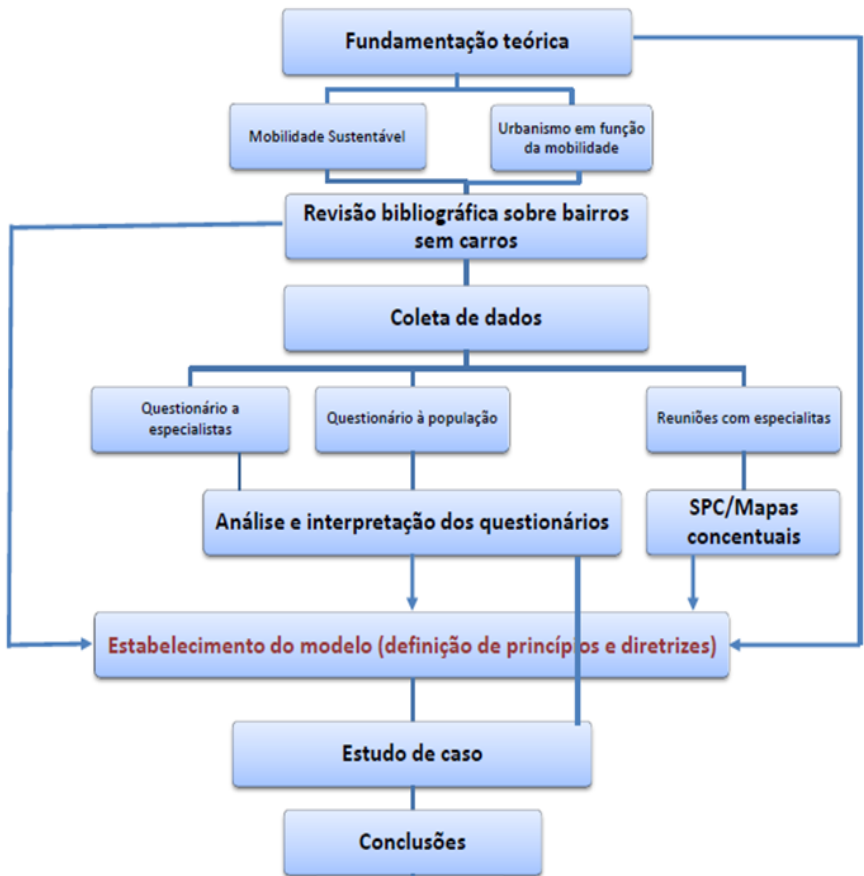 Fundamentação teórica
Mobilidade Sustentável
Urbanismo em função
da mobilidade
Revisão bibliográfica sobre bairros
sem carros
Coleta de dados
Questionário a
especialistas
Questionário à população
Reuniões com especialitas
Análise e interpretação dos questionários
SPC/Mapas
concentuais
Estabelecimento do modelo (definição de princípios e diretrizes)
Estudo de caso
Conclusões